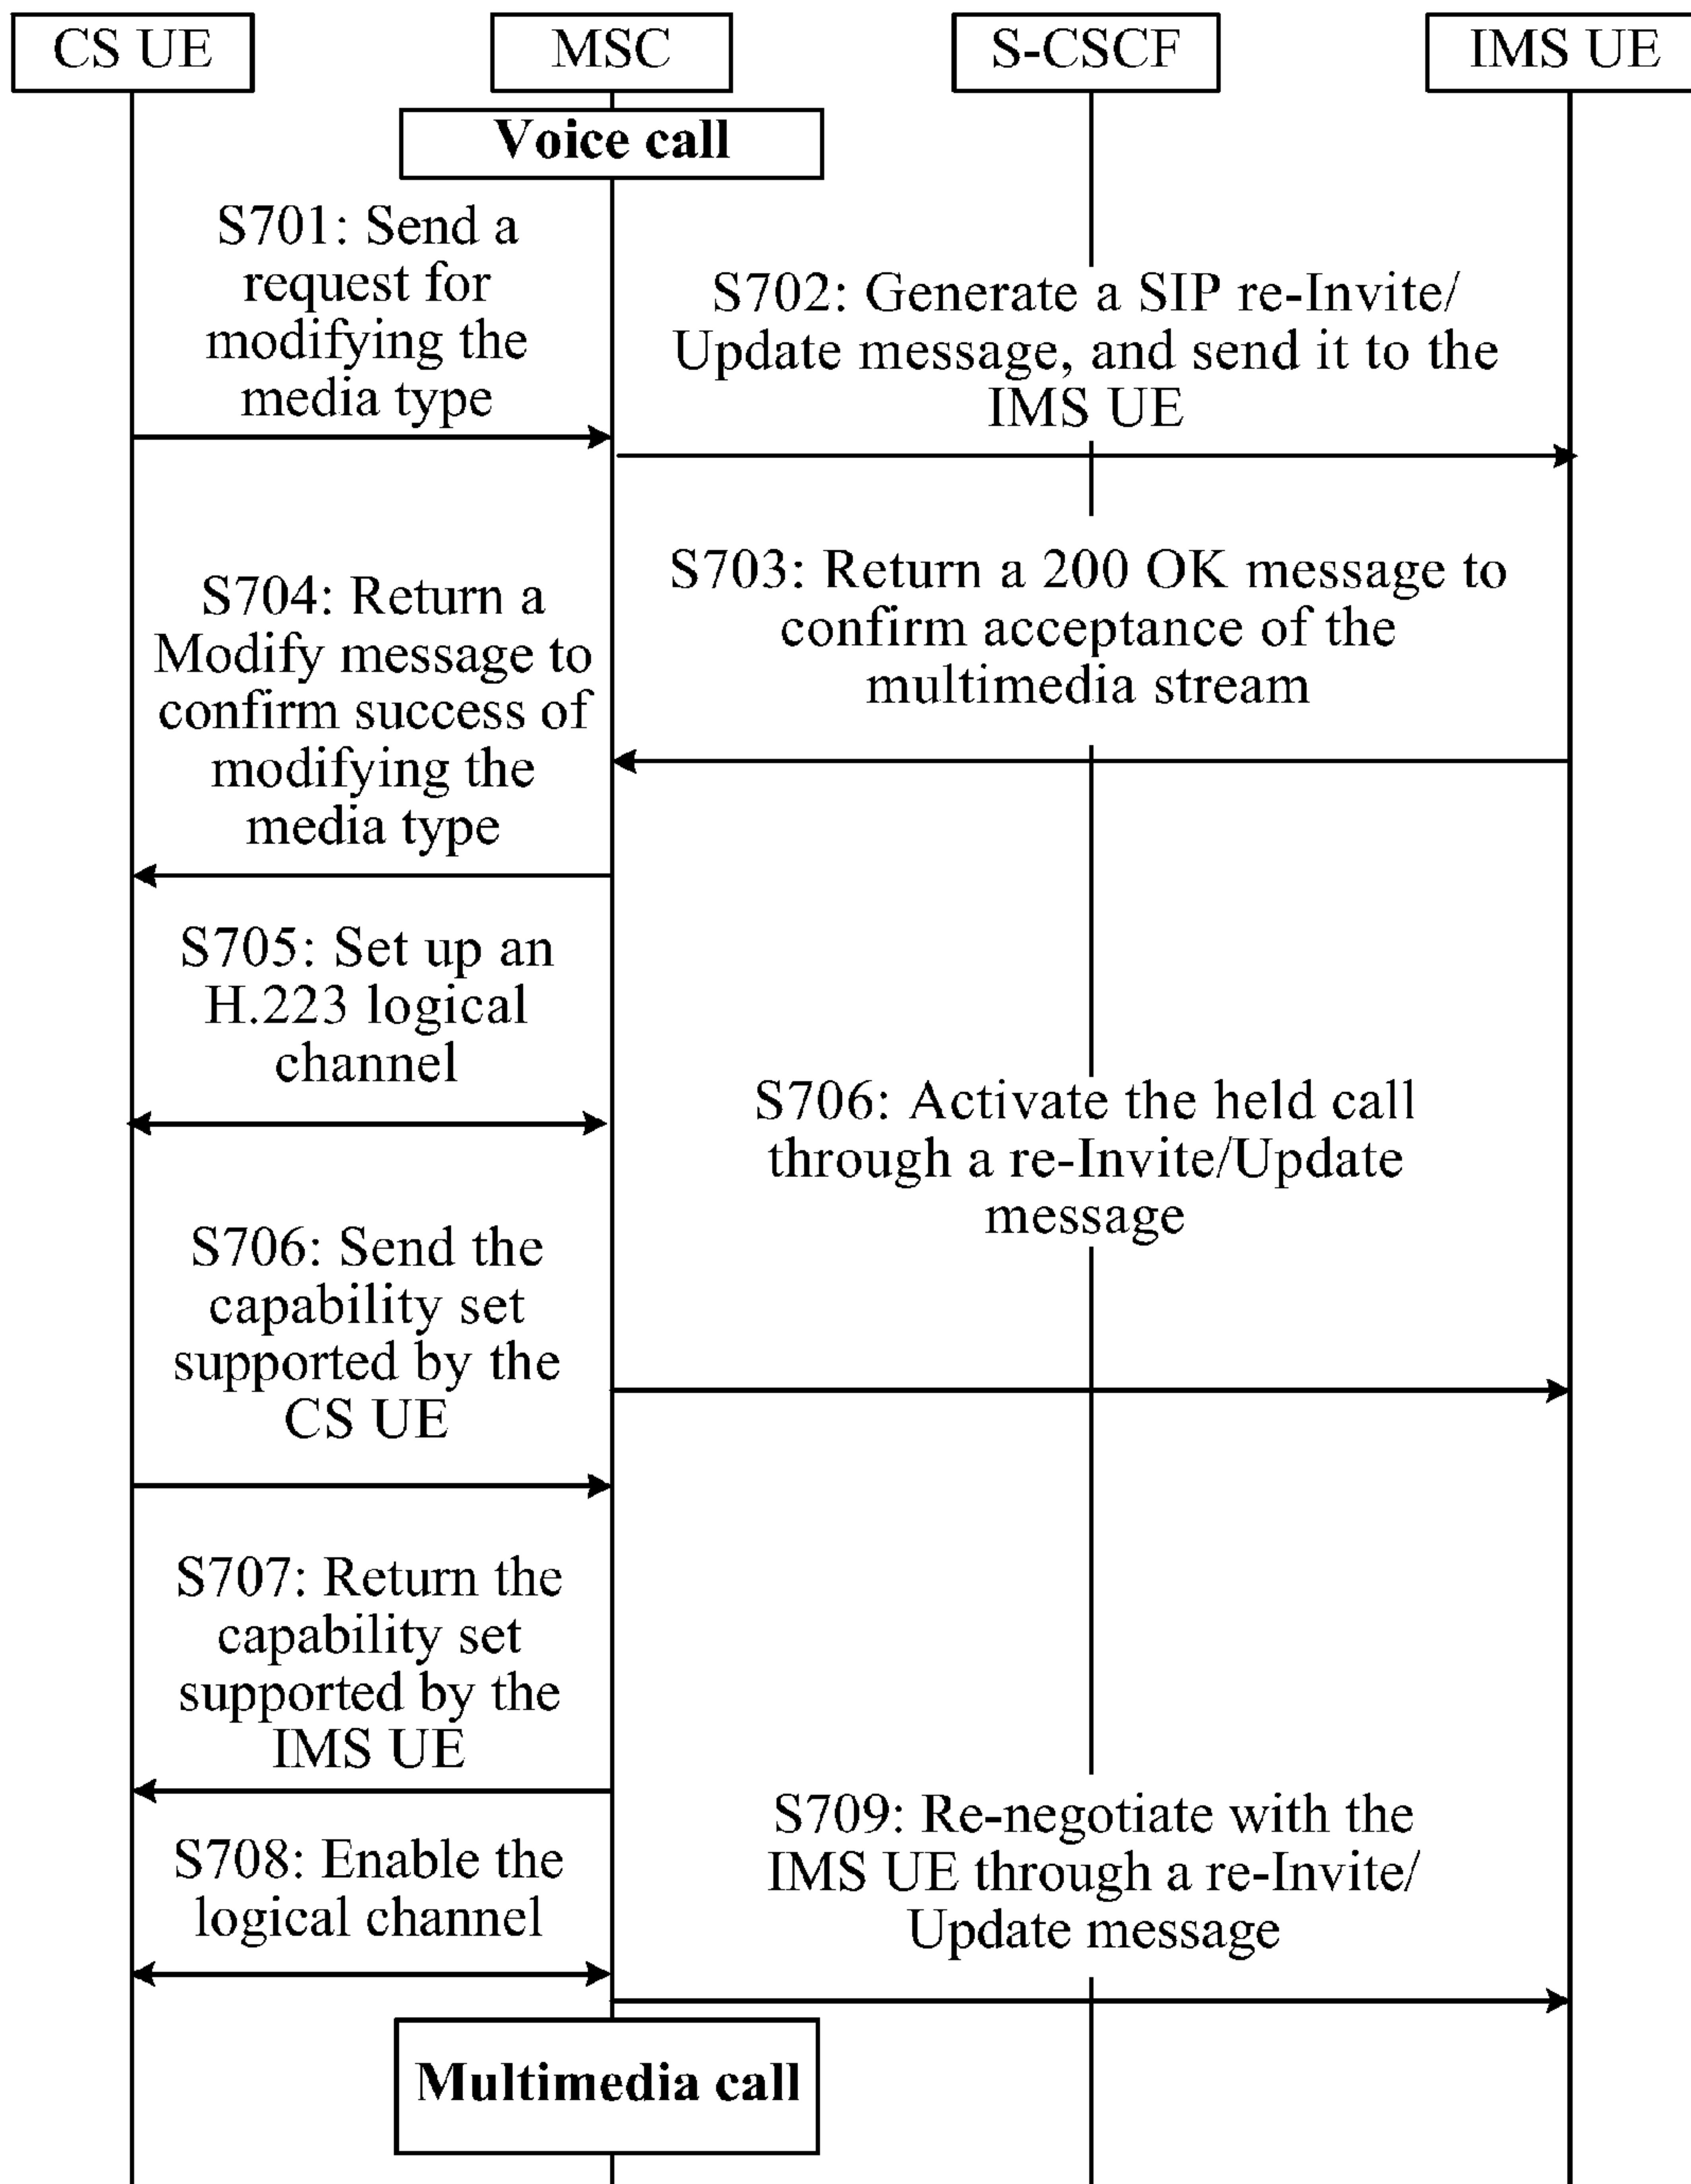 CS UE
MSC
S-CSCF
IMS UE
Voice call
S701: Send a
request for
modifying the
media type
S702: Generate a SIP re-Invite/
Update message, and send it to the
IMS UE
S703: Return a 200 OK message to
confirm acceptance of the
multimedia stream
S704: Return a
Modify message to
confirm success of
modifying the
media type
S705: Set up an
H.223 logical
channel
S706: Activate the held call
through a re-Invite/Update
message
S706: Send the
capability set
supported by the
CS UE
S707: Return the
capability set
supported by the
IMS UE
S708: Enable the
logical channel
S709: Re-negotiate with the
IMS UE through a re-Invite/
Update message
Multimedia call